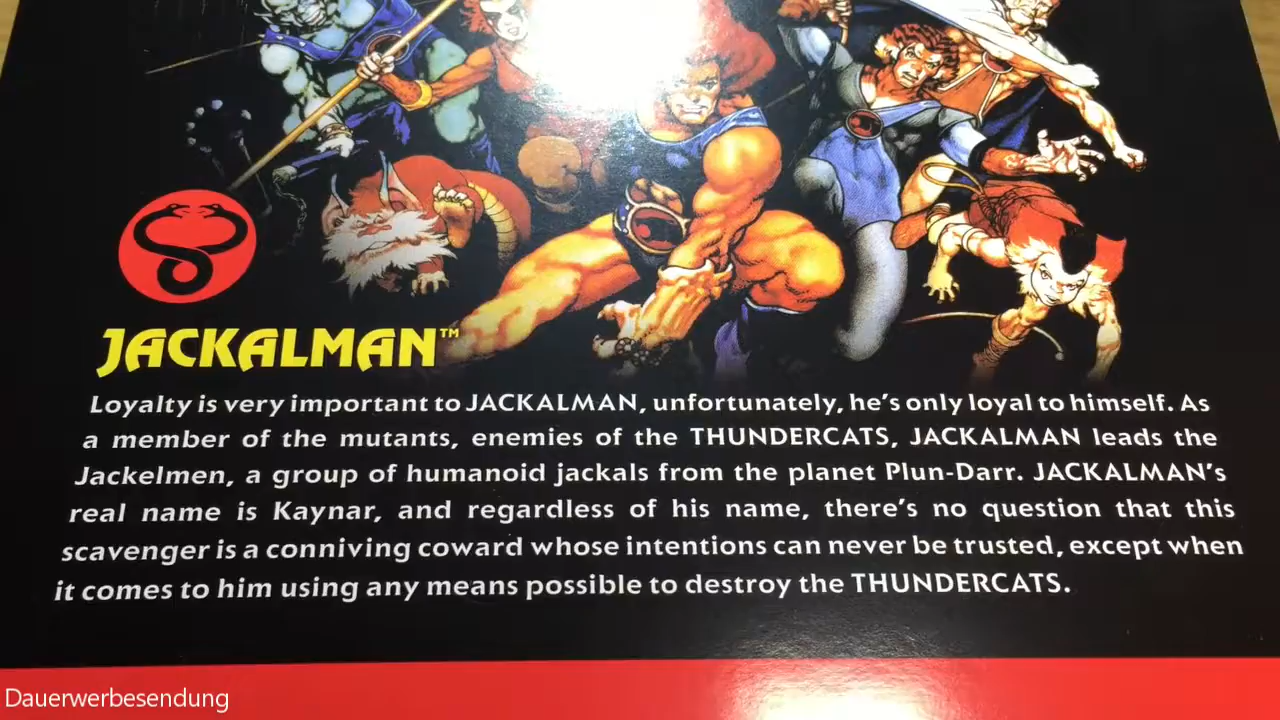 JACKALMAN™
Loyalty is very important to JACKALMAN, unfortunately, he's only loyal to himself. As
a member of the mutants, enemies of the THUNDERCATS, JACKALMAN leads the
Jackelmen, a group of humanoid jackals from the planet Plun-Darr. JACKALMAN's
real name is Kaynar, and regardless of his name, there's no question that this
scavenger is a conniving coward whose intentions can never be trusted, except when
it comes to him using any means possible to destroy the THUNDERCATS.
Dauerwerbesendung